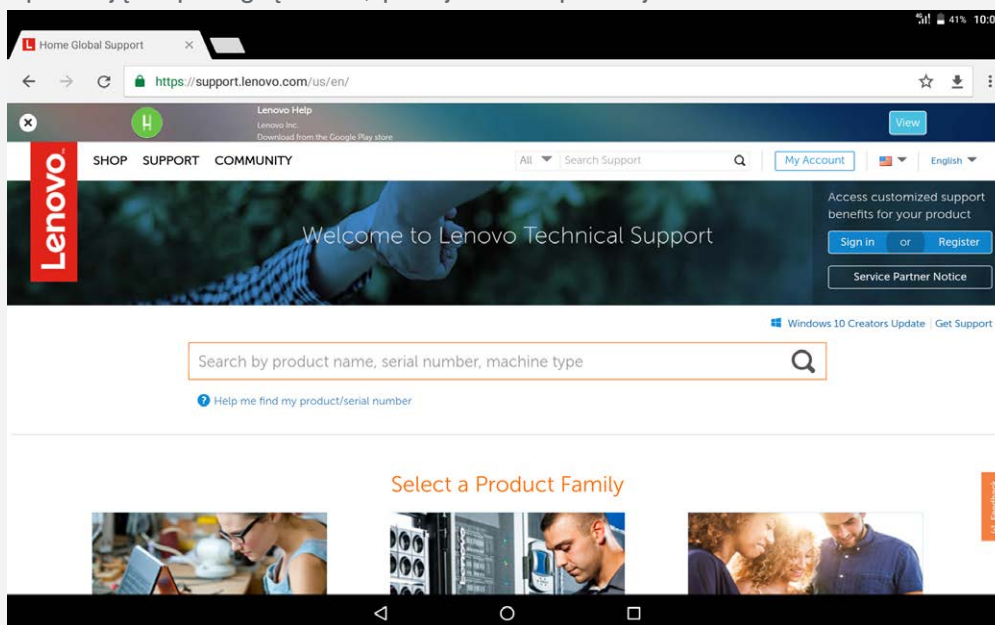 41% 10:0
Home Global Support
https://support.lenovo.com/us/en/
Lenovo Help
Lenovo Inc.
Download from the Google Play store
View
Lenovo
SHOP SUPPORT COMMUNITY
All Search Support
My Account
English
Welcome to Lenovo Technical Support
Access customized support
benefits for your product
Sign in or Register
Service Partner Notice
Windows 10 Creators Update Get Support
Search by product name, serial number, machine type
Help me find my product/serial number
Select a Product Family
Feedback